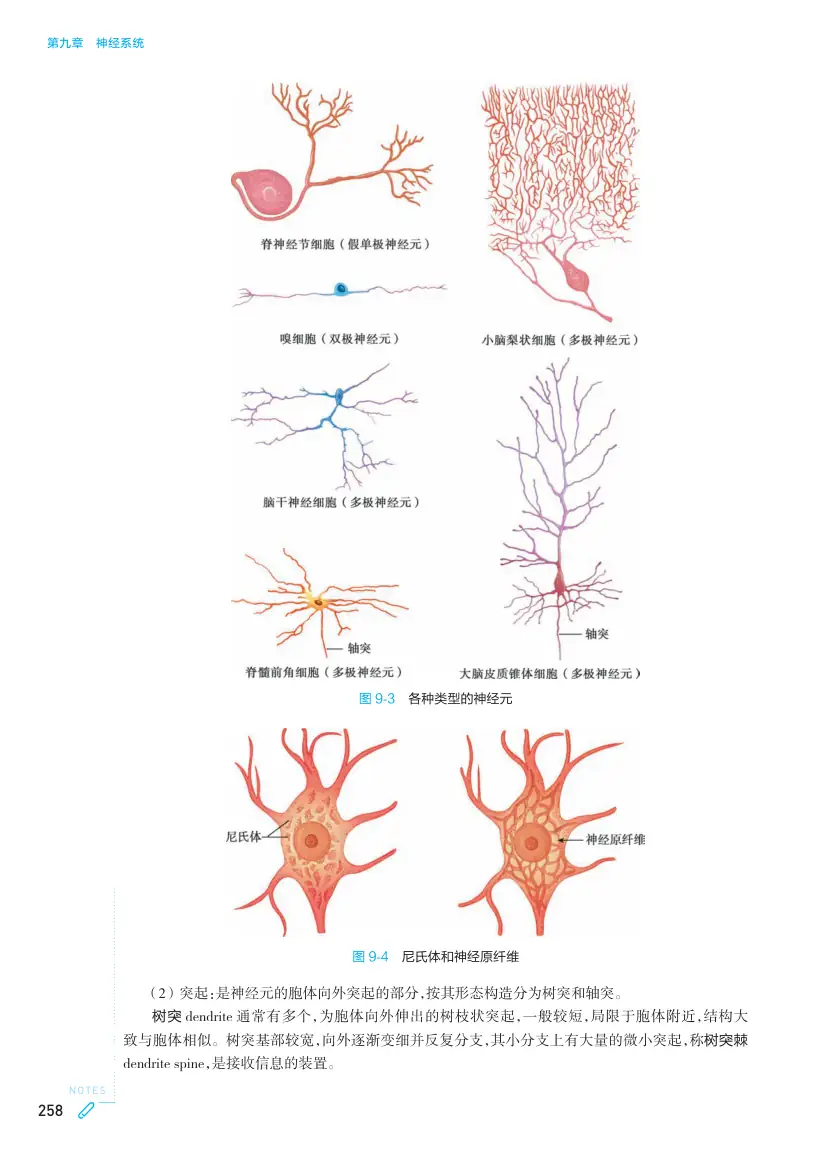 第九章 神经系统
脊神经节细胞（假单极神经元）
嗅细胞（双极神经元）
小脑梨状细胞（多极神经元）
脑干神经细胞（多极神经元）
轴突
脊髓前角细胞（多极神经元）
轴突
大脑皮质锥体细胞（多极神经元）
图 9-3 各种类型的神经元
尼氏体
神经原纤维
图 9-4 尼氏体和神经原纤维
（2）突起：是神经元的胞体向外突起的部分，按其形态构造分为树突和轴突。
树突 dendrite 通常有多个，为胞体向外伸出的树枝状突起，一般较短，局限于胞体附近，结构大
致与胞体相似。树突基部较宽，向外逐渐变细并反复分支，其小分支上有大量的微小突起，称树突棘
dendrite spine，是接收信息的装置。
NOTES
258